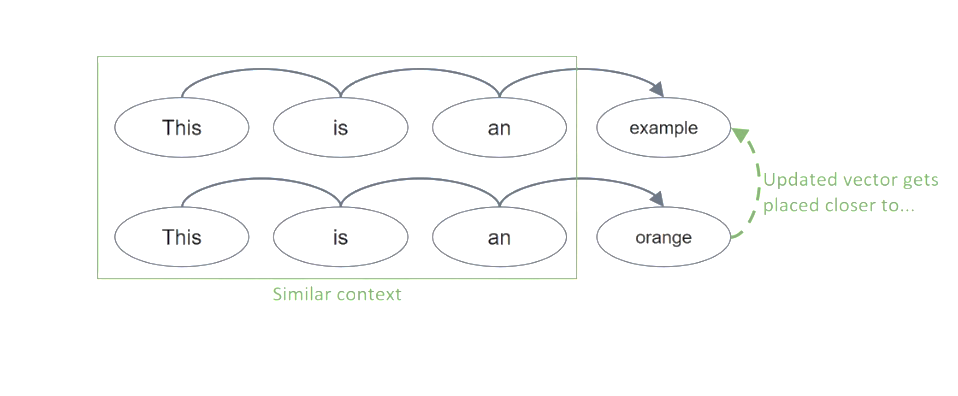 This is an example
This is an orange
Updated vector gets
placed closer to...
Similar context